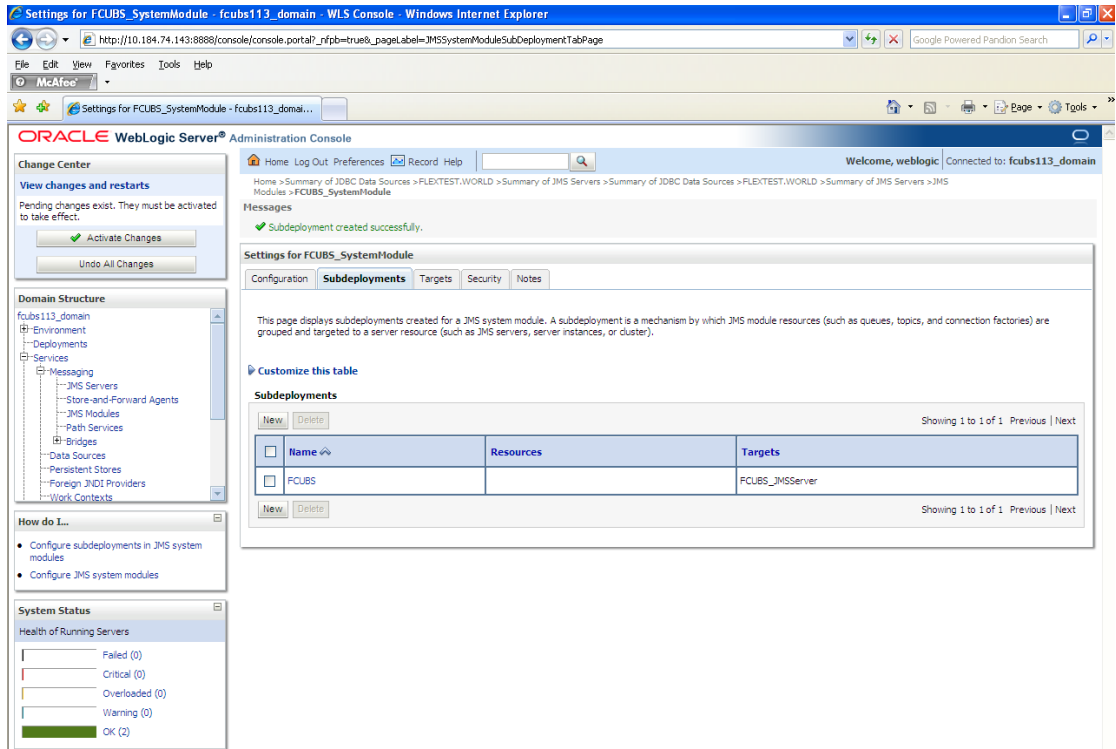 Settings for FCUBS_SystemModule - fcubs113_domain - WLS Console - Windows Internet Explorer
http://10.184.74.143:8888/console/console.portal?_nfpb=true&_pageLabel=JMSSystemModuleSubDeploymentTabPage
Google Powered Pandion Search
File Edit View Favorites Tools Help
McAfee
Settings for FCUBS_SystemModule - fcubs113_domai...
Page Tools
ORACLE WebLogic Server® Administration Console
Change Center
View changes and restarts
Pending changes exist. They must be activated
to take effect.
Activate Changes
Undo All Changes
Domain Structure
fcubs113_domain
Environment
Deployments
Services
Messaging
JMS Servers
Store-and-Forward Agents
JMS Modules
Path Services
Bridges
Data Sources
Persistent Stores
Foreign JNDI Providers
Work Contexts
How do I...
Configure subdeployments in JMS system
modules
Configure JMS system modules
System Status
Health of Running Servers
Failed (0)
Critical (0)
Overloaded (0)
Warning (0)
OK (2)
Home Log Out Preferences Record Help
Welcome, weblogic Connected to: fcubs113_domain
Home >Summary of JDBC Data Sources >FLEXTEST.WORLD >Summary of JMS Servers >Summary of JDBC Data Sources >FLEXTEST.WORLD >Summary of JMS Servers >JMS
Modules >FCUBS_SystemModule
Messages
Subdeployment created successfully.
Settings for FCUBS_SystemModule
Configuration Subdeployments Targets Security Notes
This page displays subdeployments created for a JMS system module. A subdeployment is a mechanism by which JMS module resources (such as queues, topics, and connection factories) are
grouped and targeted to a server resource (such as JMS servers, server instances, or cluster).
Customize this table
Subdeployments
New Delete Showing 1 to 1 of 1 Previous | Next
Name Resources Targets
FCUBS FCUBS_JMSServer
New Delete Showing 1 to 1 of 1 Previous | Next